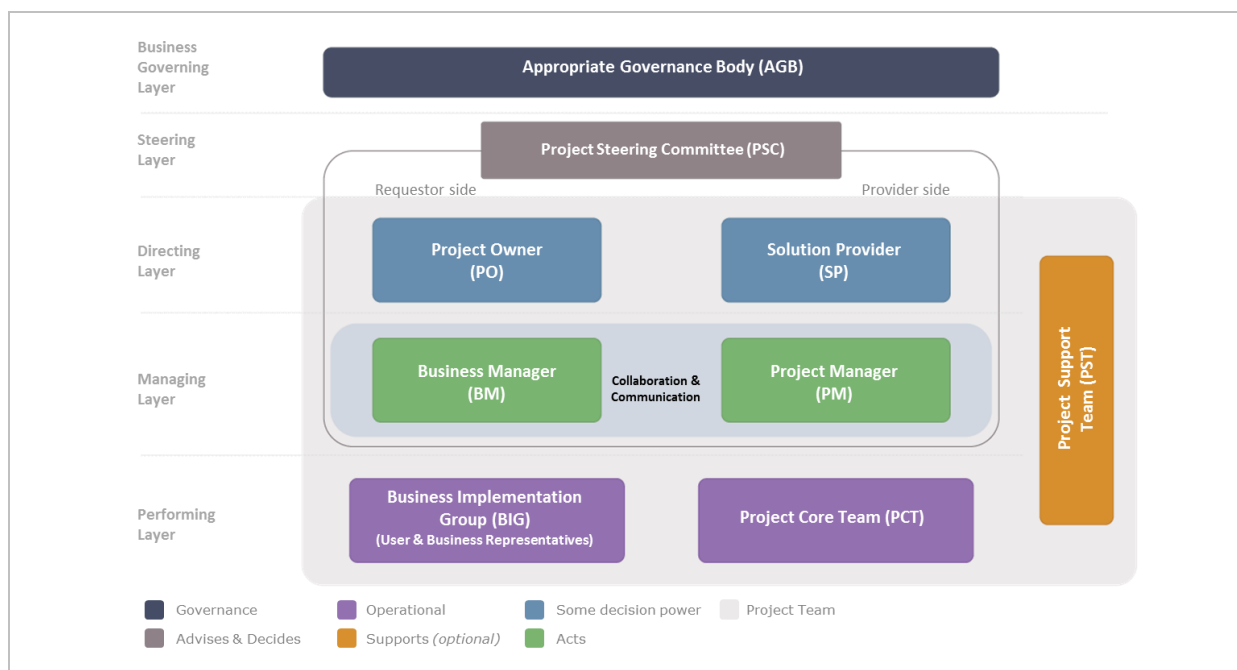 Business
Governing
Layer
Appropriate Governance Body (AGB)
Steering
Layer
Project Steering Committee (PSC)
Requestor side
Provider side
Directing
Layer
Project Owner
(PO)
Solution Provider
(SP)
Managing
Layer
Business Manager
(BM)
Collaboration &
Communication
Project Manager
(PM)
Project Support
Team (PST)
Performing
Layer
Business Implementation
Group (BIG)
(User & Business Representatives)
Project Core Team (PCT)
Governance
Operational
Some decision power
Project Team
Advises & Decides
Supports (optional)
Acts